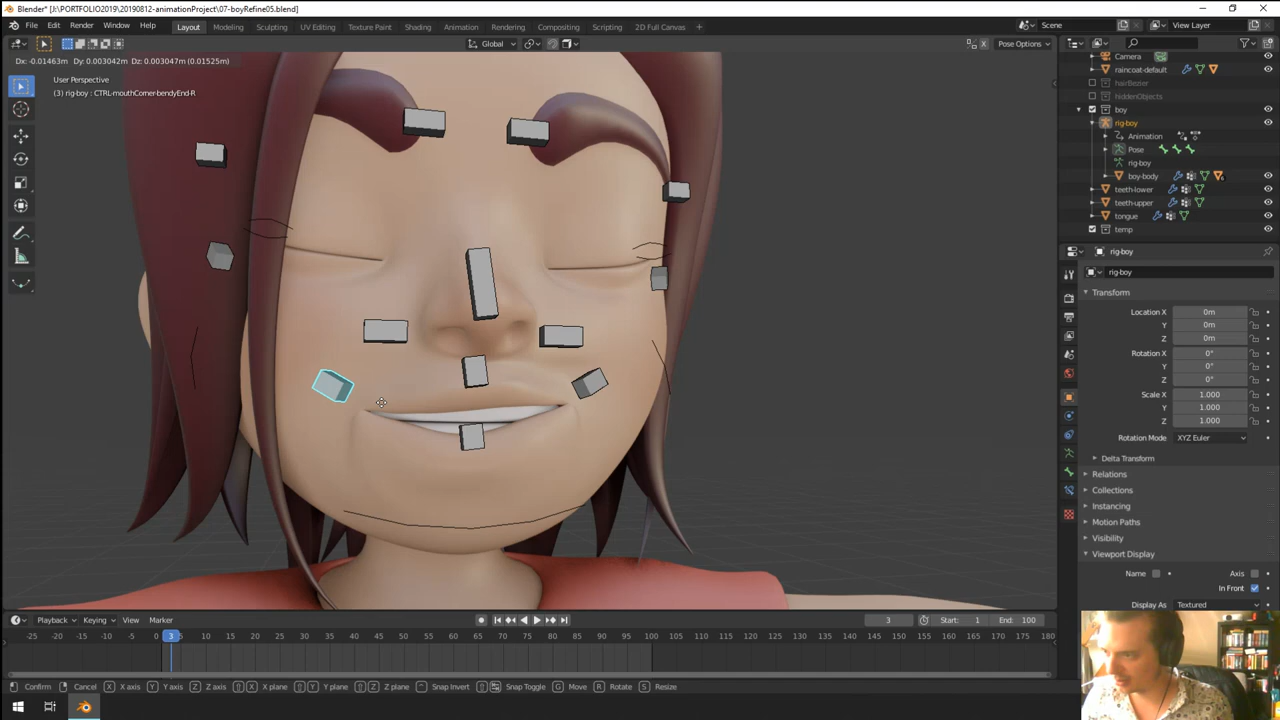 Blender* [J:\PORTFOLIO2019\20190812-animationProject\07-boyRefine05.blend]
File Edit Render Window Help Layout Modeling Sculpting UV Editing Texture Paint Shading Animation Rendering Compositing Scripting 2D Full Canvas Scene View Layer
Global Pose Options
Dx: -0.01463m Dy: 0.003042m Dz: 0.003047m (0.01525m)
User Perspective
(3) rig-boy : CTRL-mouthCorner-bendyEnd-R
Camera
raincoat-default
hairBezier
hiddenObjects
boy
rig-boy
Animation
Pose
rig-boy
boy-body
teeth-lower
teeth-upper
tongue
temp
rig-boy
rig-boy
Transform
Location X 0m
Y 0m
Z 0m
Rotation X 0°
Y 0°
Z 0°
Scale X 1.000
Y 1.000
Z 1.000
Rotation Mode XYZ Euler
Delta Transform
Relations
Collections
Instancing
Motion Paths
Visibility
Viewport Display
Name Axis
In Front
Display As Textured
Playback Keying View Marker 3 Start: 1 End: 100
-25 -20 -15 -10 -5 0 3 5 10 15 20 25 30 35 40 45 50 55 60 65 70 75 80 85 90 95 100 105 110 115 120 125 130 135 140 145 150 155 160 165 170 175 180
Confirm Cancel X X axis Y Y axis Z Z axis X X plane Y Y plane Z Z plane Snap Invert Snap Toggle G Move R Rotate S Resize